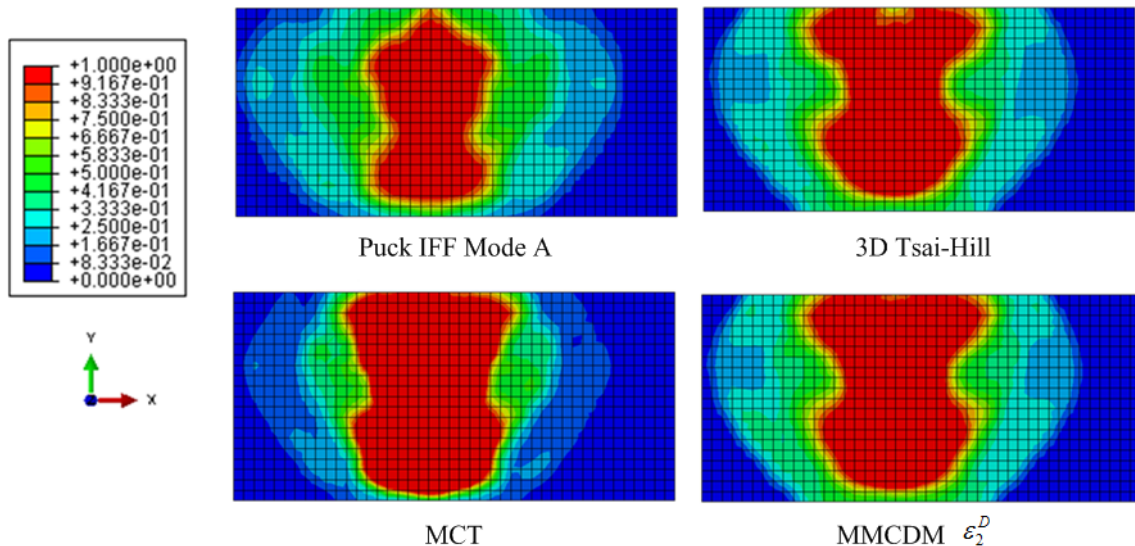 +1.000e+00
+9.167e-01
+8.333e-01
+7.500e-01
+6.667e-01
+5.833e-01
+5.000e-01
+4.167e-01
+3.333e-01
+2.500e-01
+1.667e-01
+8.333e-02
+0.000e+00
Y
X
Puck IFF Mode A
3D Tsai-Hill
MCT
MMCDM ε₂ᴰ